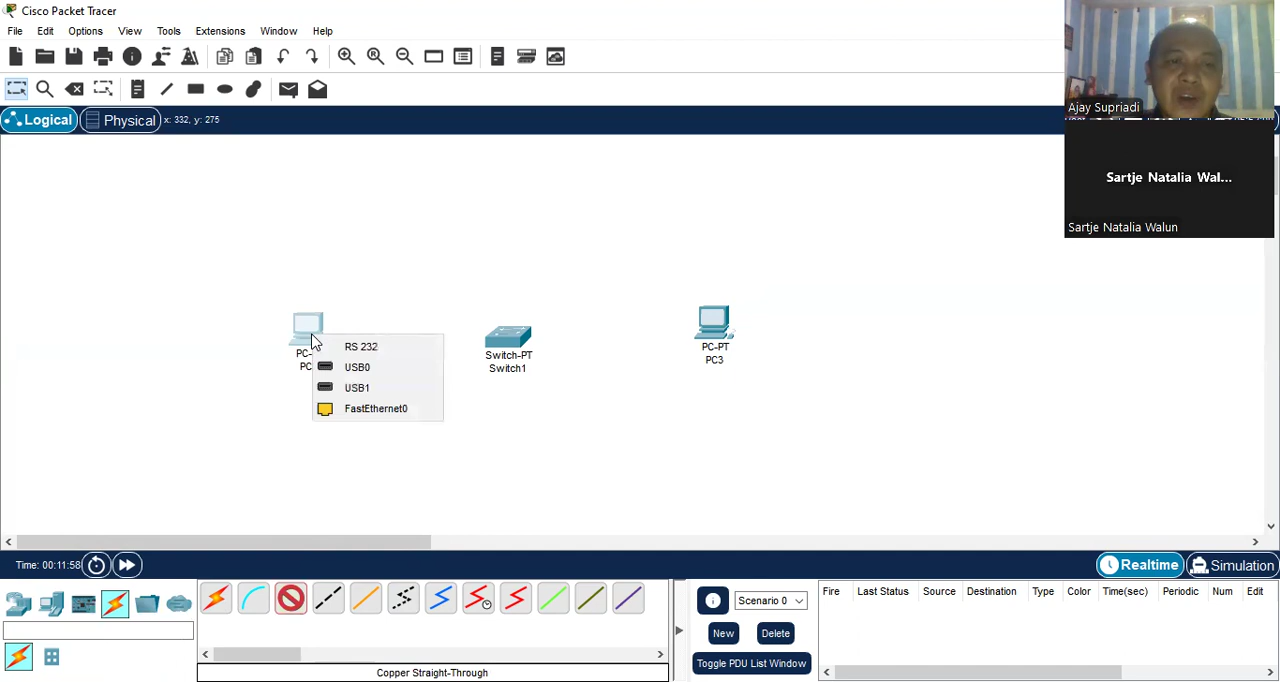 Cisco Packet Tracer
File Edit Options View Tools Extensions Window Help
Logical Physical x: 332, y: 275
Ajay Supriadi
Sartje Natalia Wal...
Sartje Natalia Walun
RS 232
USB0
USB1
FastEthernet0
PC-
PC
Switch-PT
Switch1
PC-PT
PC3
Time: 00:11:58
Realtime Simulation
Scenario 0
New Delete
Toggle PDU List Window
Fire Last Status Source Destination Type Color Time(sec) Periodic Num Edit
Copper Straight-Through